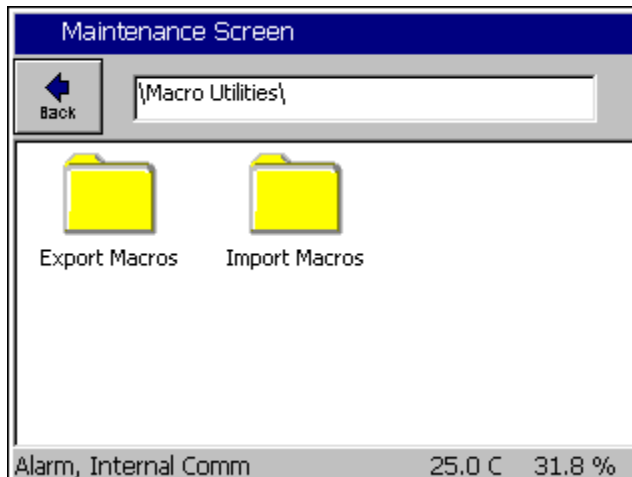 Maintenance Screen
Back
\Macro Utilities\
Export Macros Import Macros
Alarm, Internal Comm 25.0 C 31.8 %